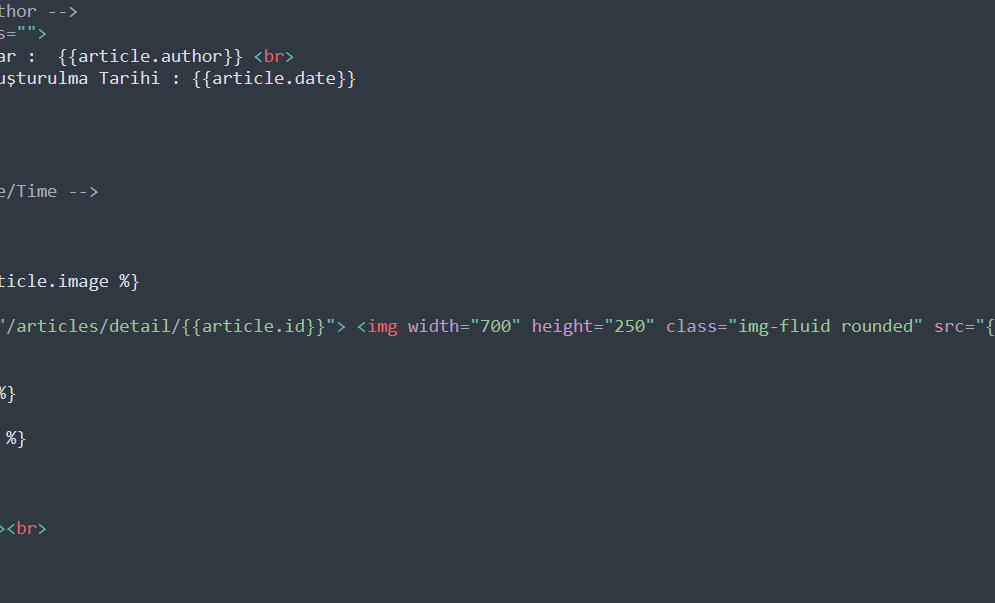 thor -->
s="">
ar :  {{article.author}} <br>
uşturulma Tarihi : {{article.date}}
e/Time -->
ticle.image %}
"/articles/detail/{{article.id}}"> <img width="700" height="250" class="img-fluid rounded" src="{
%}
%}
><br>